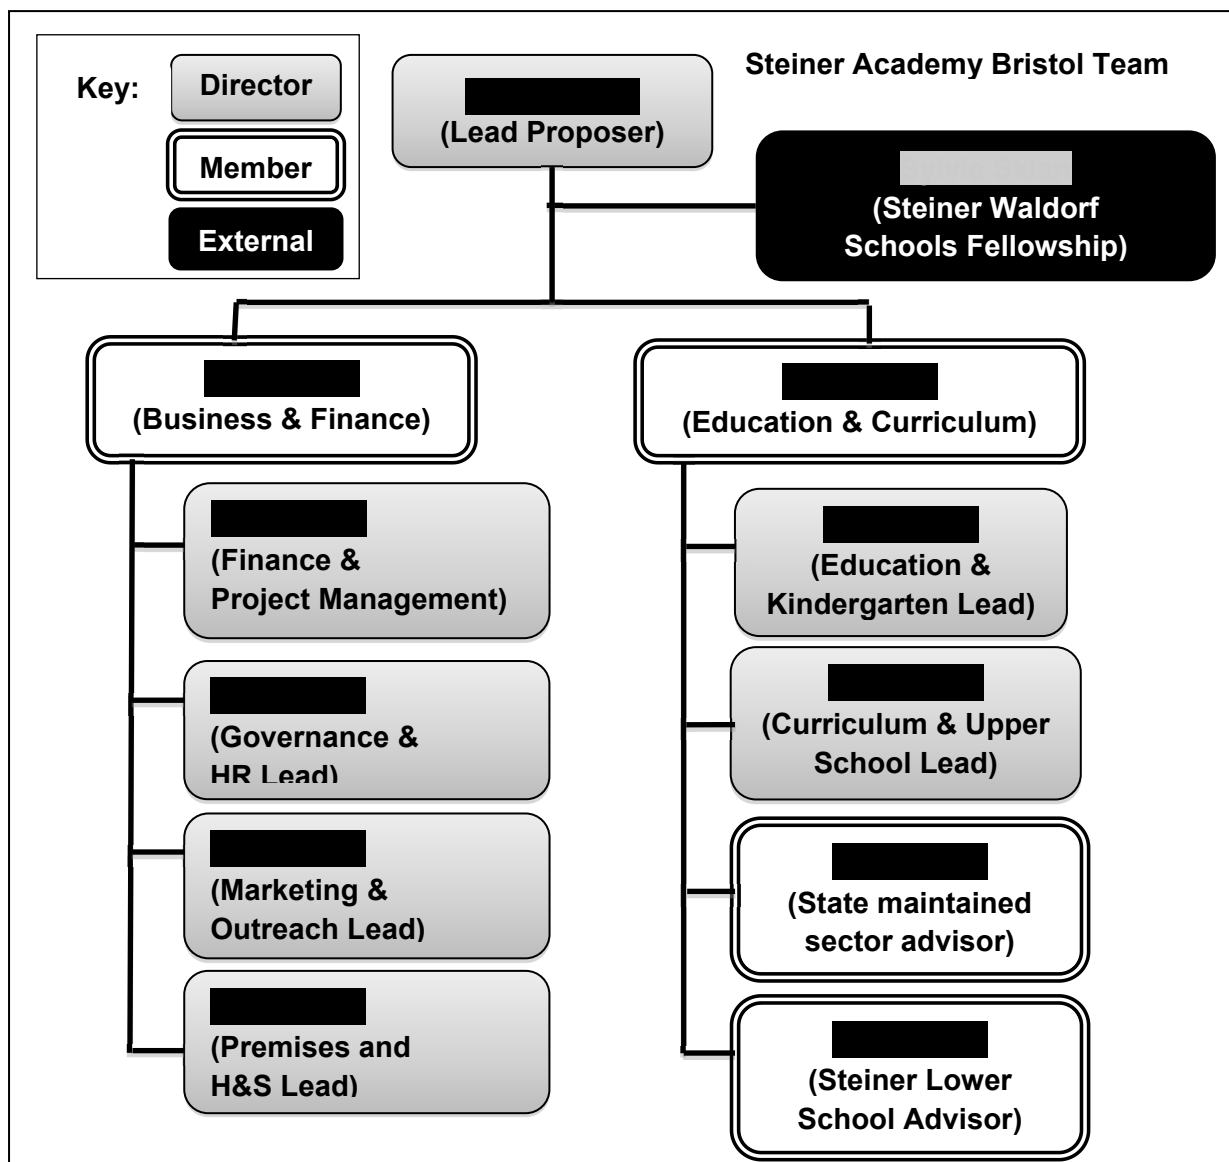 Key:
Director
Member
External
Steiner Academy Bristol Team
(Lead Proposer)
(Steiner Waldorf
Schools Fellowship)
(Business & Finance)
(Education & Curriculum)
(Finance &
Project Management)
(Governance &
HR Lead)
(Marketing &
Outreach Lead)
(Premises and
H&S Lead)
(Education &
Kindergarten Lead)
(Curriculum & Upper
School Lead)
(State maintained
sector advisor)
(Steiner Lower
School Advisor)